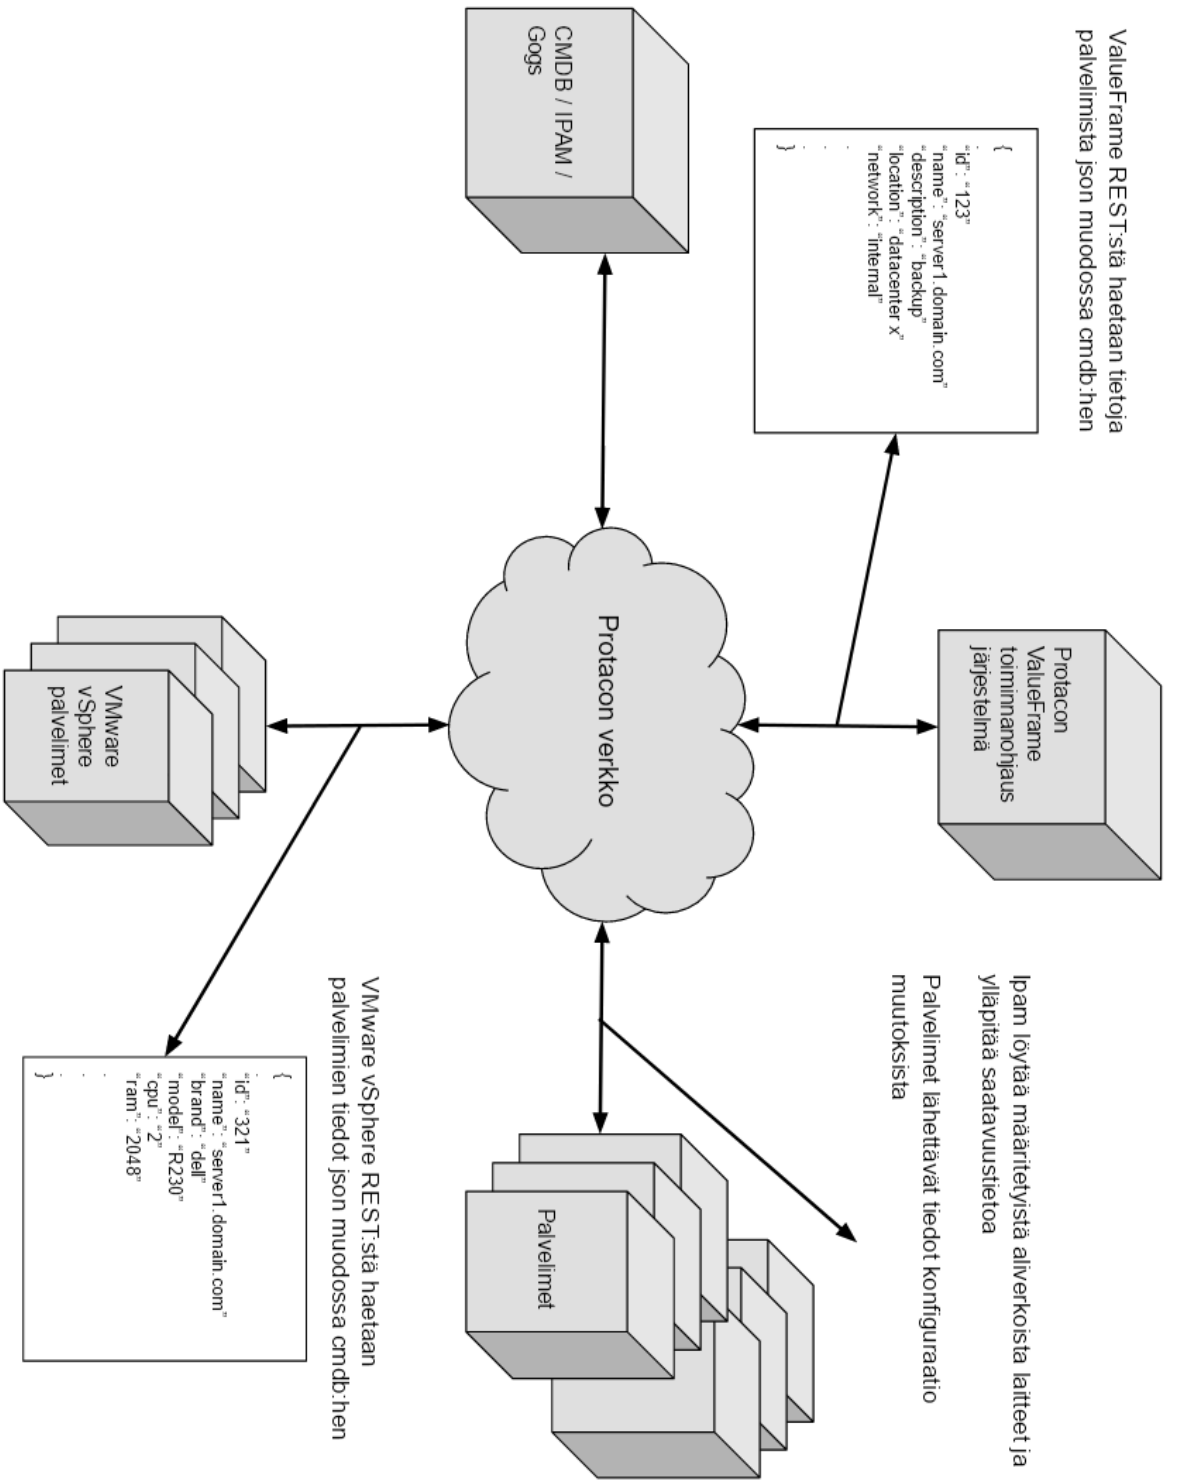 ValueFrame REST:stä haetaan tietoja
palvelimista json muodossa cmdb:hen
{
.
"id": "123"
"name": "server1.domain.com"
"description": "backup"
"location": "datacenter x"
"network": "internal"
.
.
.
}
Protacon
ValueFrame
toiminnanohjaus
järjestelmä
Ipam löytää määritetyistä aliverkoista laitteet ja
ylläpitää saatavuustietoa
Palvelimet lähettävät tiedot konfiguraatio
muutoksista
CMDB / IPAM /
Gogs
Protacon verkko
Palvelimet
VMware
vSphere
palvelimet
VMware vSphere REST:stä haetaan
palvelimien tiedot json muodossa cmdb:hen
{
.
"id": "321"
"name": "server1.domain.com"
"brand": "dell"
"model": "R230"
"cpu": "2"
"ram": "2048"
.
.
.
}